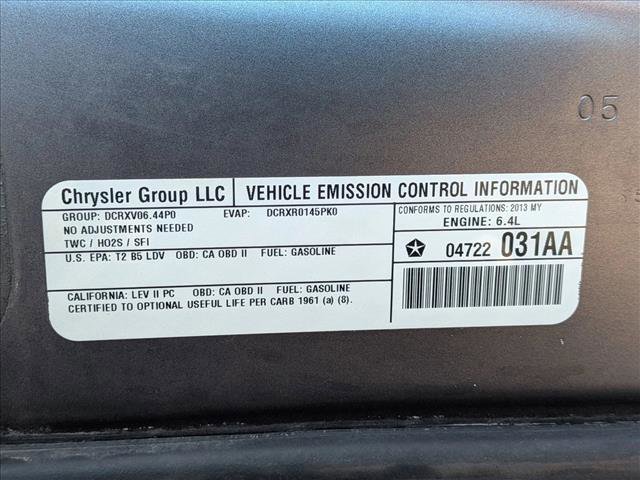 05
Chrysler Group LLC | VEHICLE EMISSION CONTROL INFORMATION
GROUP: DCRXV06.44P0 EVAP: DCRXR0145PK0
NO ADJUSTMENTS NEEDED
TWC / HO2S / SFI
CONFORMS TO REGULATIONS: 2013 MY
ENGINE: 6.4L
04722 031AA
U.S. EPA: T2 B5 LDV OBD: CA OBD II FUEL: GASOLINE
CALIFORNIA: LEV II PC OBD: CA OBD II FUEL: GASOLINE
CERTIFIED TO OPTIONAL USEFUL LIFE PER CARB 1961 (a) (8).